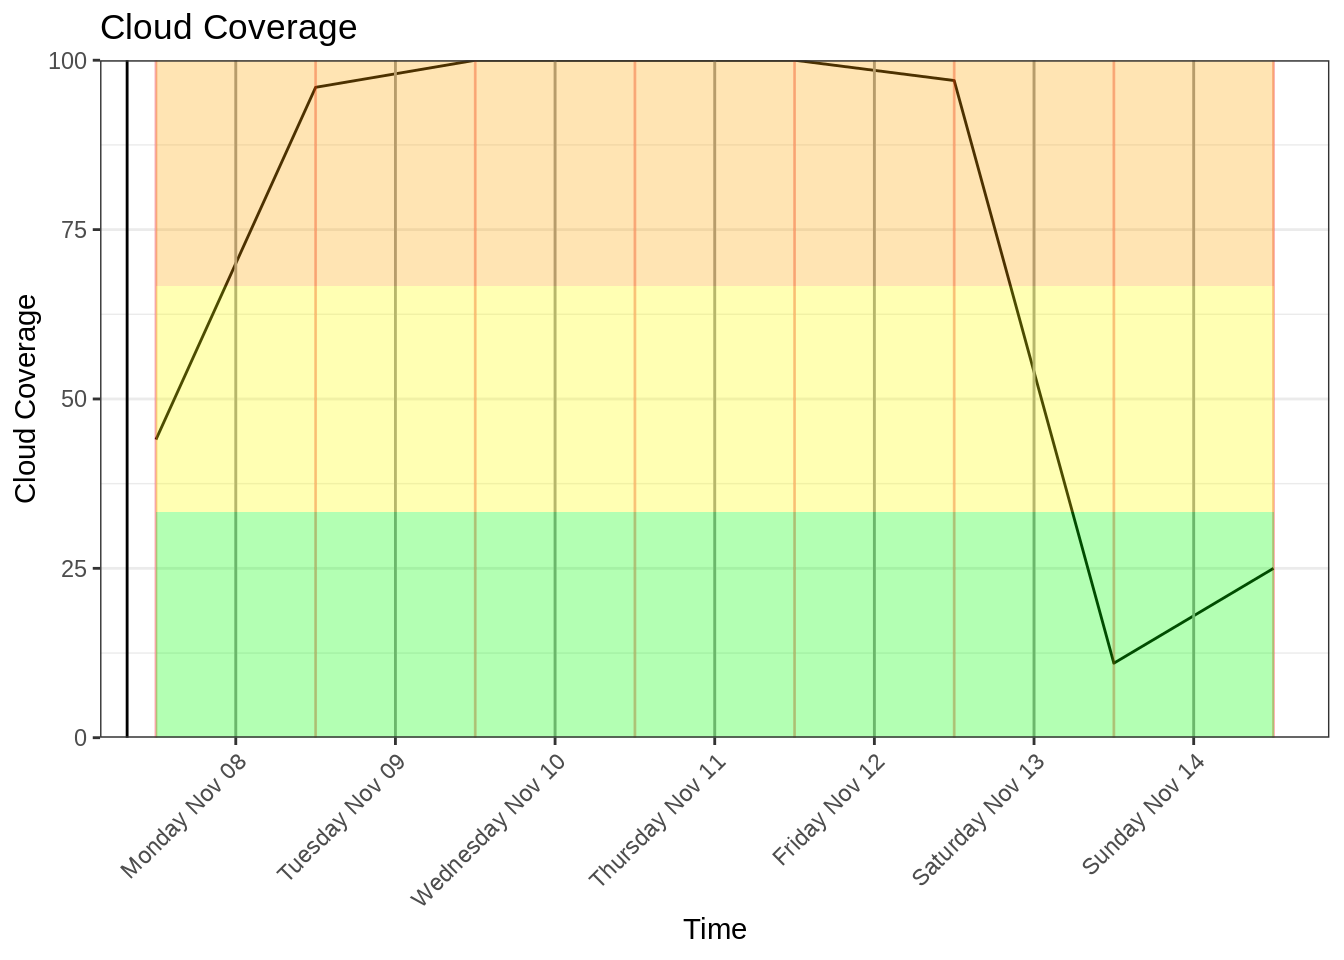 Cloud Coverage
Cloud Coverage
100
75
50
25
0
Monday Nov 08
Tuesday Nov 09
Wednesday Nov 10
Thursday Nov 11
Friday Nov 12
Saturday Nov 13
Sunday Nov 14
Time